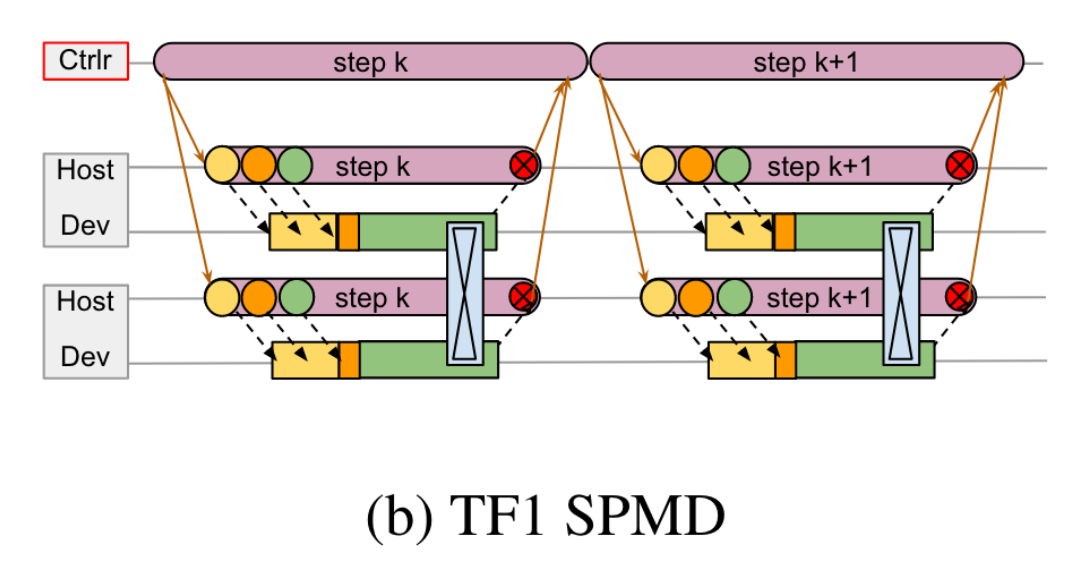 Ctrlr
step k
step k+1
Host
step k
step k+1
Dev
Host
step k
step k+1
Dev
(b) TF1 SPMD